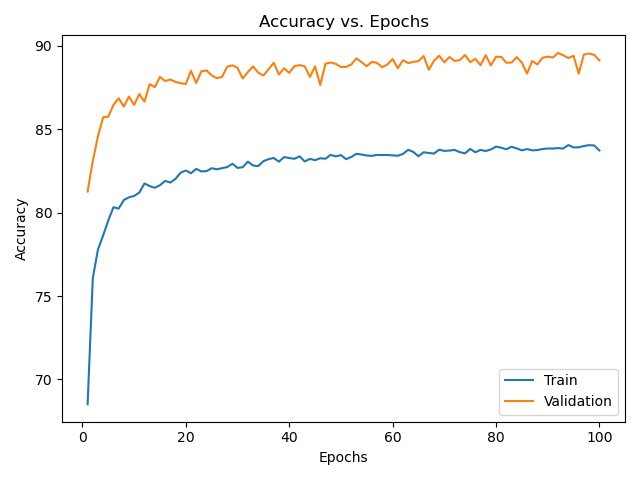 Accuracy vs. Epochs
90
85
80
75
70
Accuracy
0 20 40 60 80 100
Epochs
Train
Validation